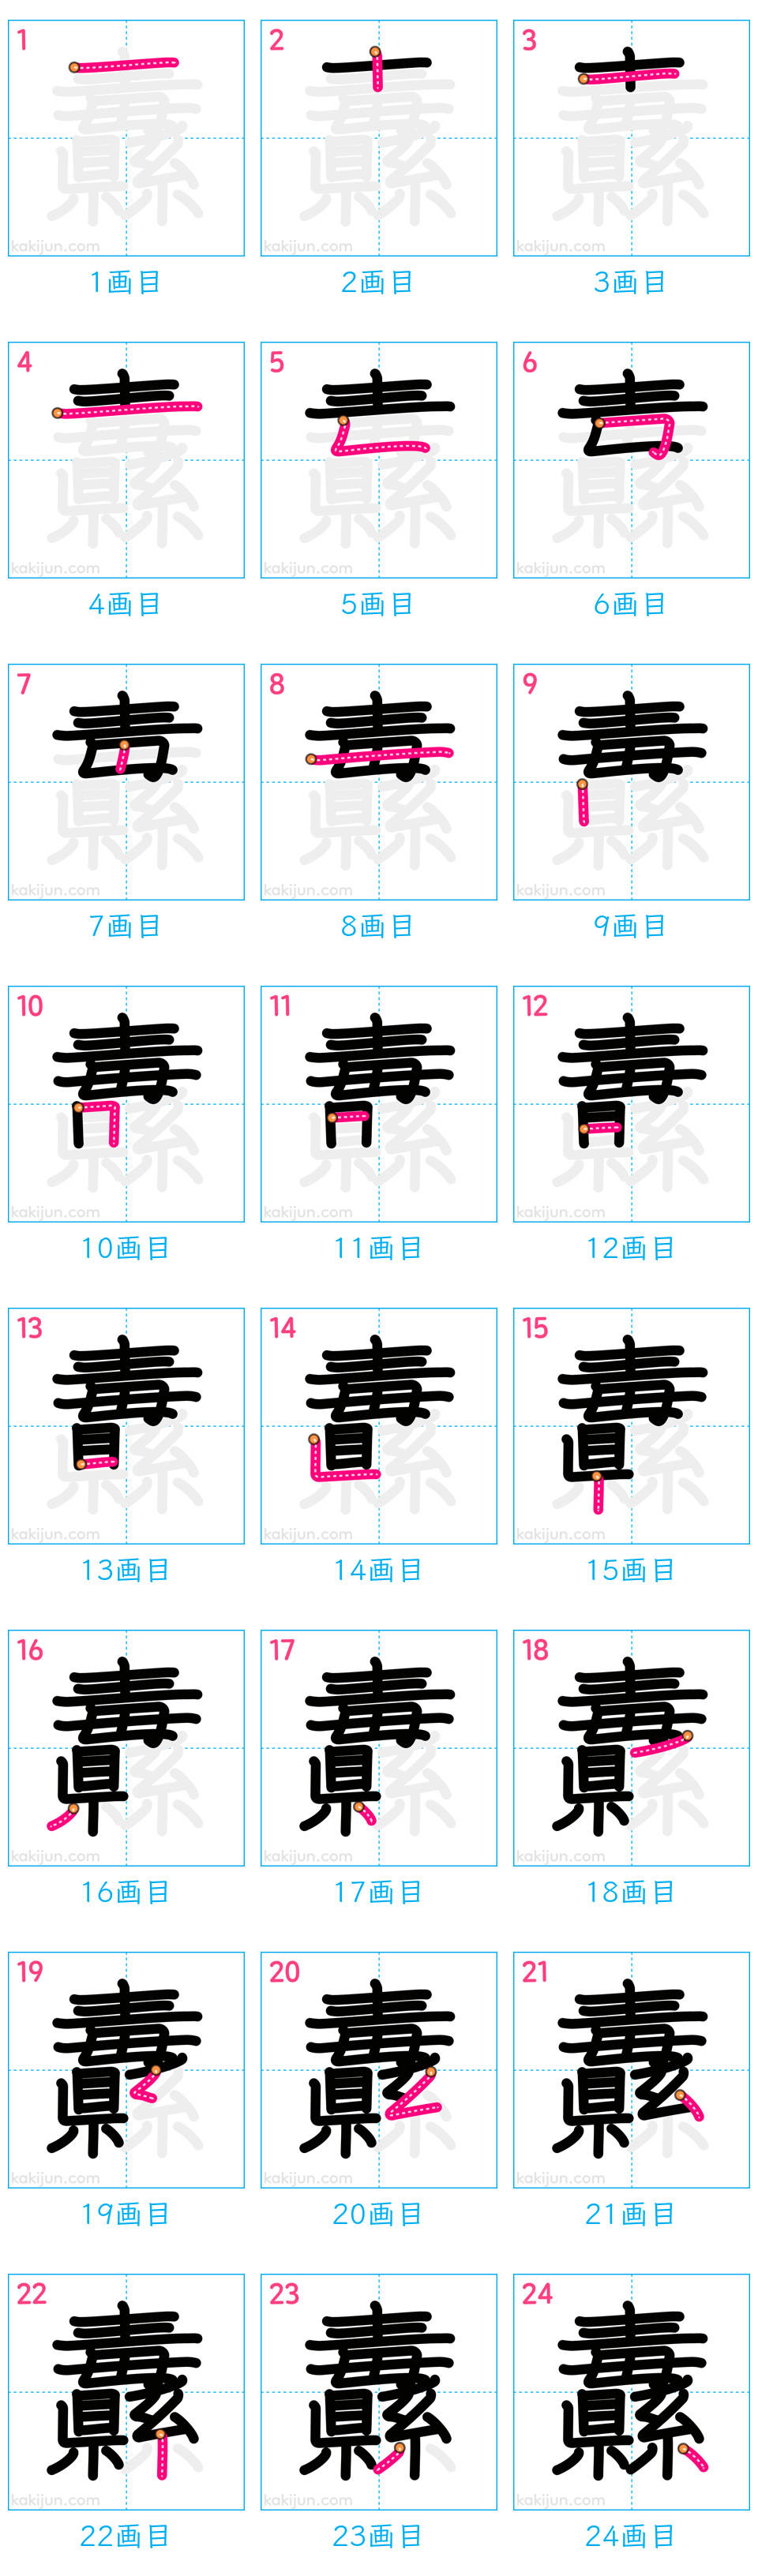 1
kakijun.com
1画目
2
kakijun.com
2画目
3
kakijun.com
3画目
4
kakijun.com
4画目
5
kakijun.com
5画目
6
kakijun.com
6画目
7
kakijun.com
7画目
8
kakijun.com
8画目
9
kakijun.com
9画目
10
kakijun.com
10画目
11
kakijun.com
11画目
12
kakijun.com
12画目
13
kakijun.com
13画目
14
kakijun.com
14画目
15
kakijun.com
15画目
16
kakijun.com
16画目
17
kakijun.com
17画目
18
kakijun.com
18画目
19
kakijun.com
19画目
20
kakijun.com
20画目
21
kakijun.com
21画目
22
kakijun.com
22画目
23
kakijun.com
23画目
24
纛
kakijun.com
24画目